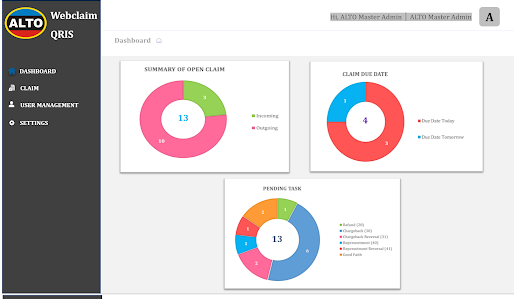 ALTO
Webclaim
QRIS
Hi, ALTO Master Admin | ALTO Master Admin
A
Dashboard
DASHBOARD
CLAIM
USER MANAGEMENT
SETTINGS
SUMMARY OF OPEN CLAIM
3
13
10
Incoming
Outgoing
CLAIM DUE DATE
1
4
3
Due Date Today
Due Date Tomorrow
PENDING TASK
2
1
1
1
2
6
13
Refund (20)
Chargeback (30)
Chargeback Reversal (31)
Representment (40)
Representment Reversal (41)
Good Faith